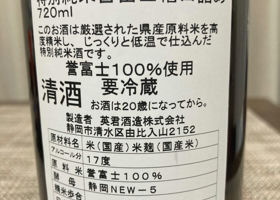 720ml
このお酒は厳選された県産原料米を高
度精米し、じっくりと低温で仕込んだ
特別純米酒です。
誉富士100%使用
清酒 要冷蔵
お酒は20歳になってから。
製造者 英君酒造株式会社
静岡市清水区由比入山2152
原材料名 米(国産)米麹(国産米)
アルコール分 17度
原料米 誉富士100%
酵母 静岡NEW-5
精米歩合